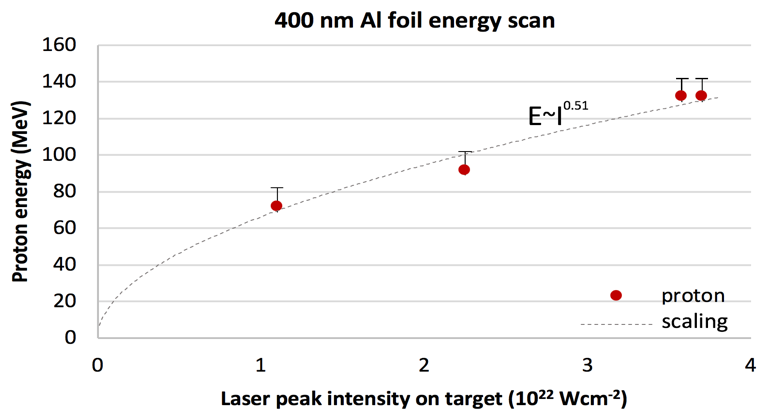 400 nm Al foil energy scan
Proton energy (MeV)
160
140
120
100
80
60
40
20
0
E~I^0.51
proton
scaling
0 1 2 3 4
Laser peak intensity on target (10²² Wcm⁻²)